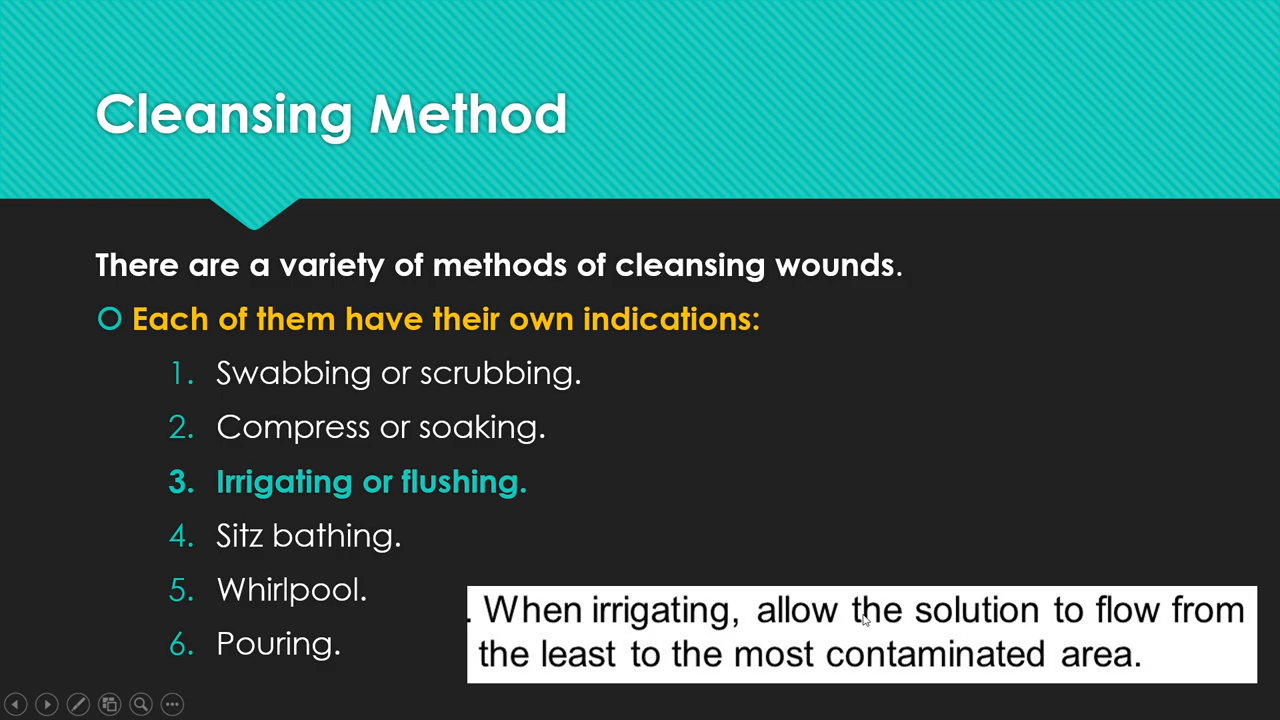 Cleansing Method
There are a variety of methods of cleansing wounds.
Each of them have their own indications:
1. Swabbing or scrubbing.
2. Compress or soaking.
3. Irrigating or flushing.
4. Sitz bathing.
5. Whirlpool.
6. Pouring.
. When irrigating, allow the solution to flow from
the least to the most contaminated area.